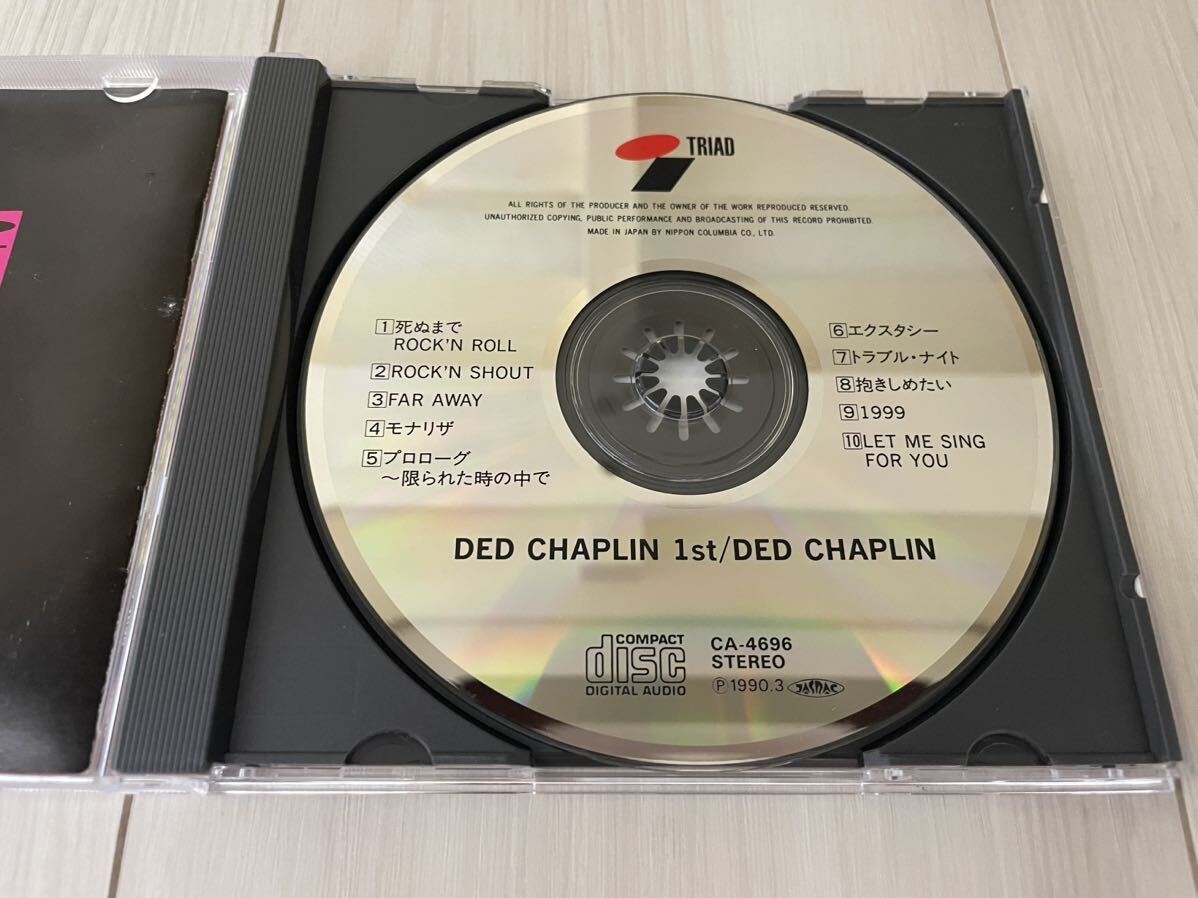 TRIAD
ALL RIGHTS OF THE PRODUCER AND THE OWNER OF THE WORK REPRODUCED RESERVED.
UNAUTHORIZED COPYING, PUBLIC PERFORMANCE AND BROADCASTING OF THIS RECORD PROHIBITED.
MADE IN JAPAN BY NIPPON COLUMBIA CO., LTD.
1 死ぬまで
ROCK'N ROLL
2 ROCK'N SHOUT
3 FAR AWAY
4 モナリザ
5 プロローグ
～限られた時の中で
6 エクスタシー
7 トラブル・ナイト
8 抱きしめたい
9 1999
10 LET ME SING
FOR YOU
DED CHAPLIN 1st/DED CHAPLIN
COMPACT
disc
DIGITAL AUDIO
CA-4696
STEREO
Ⓟ1990.3 JASRAC